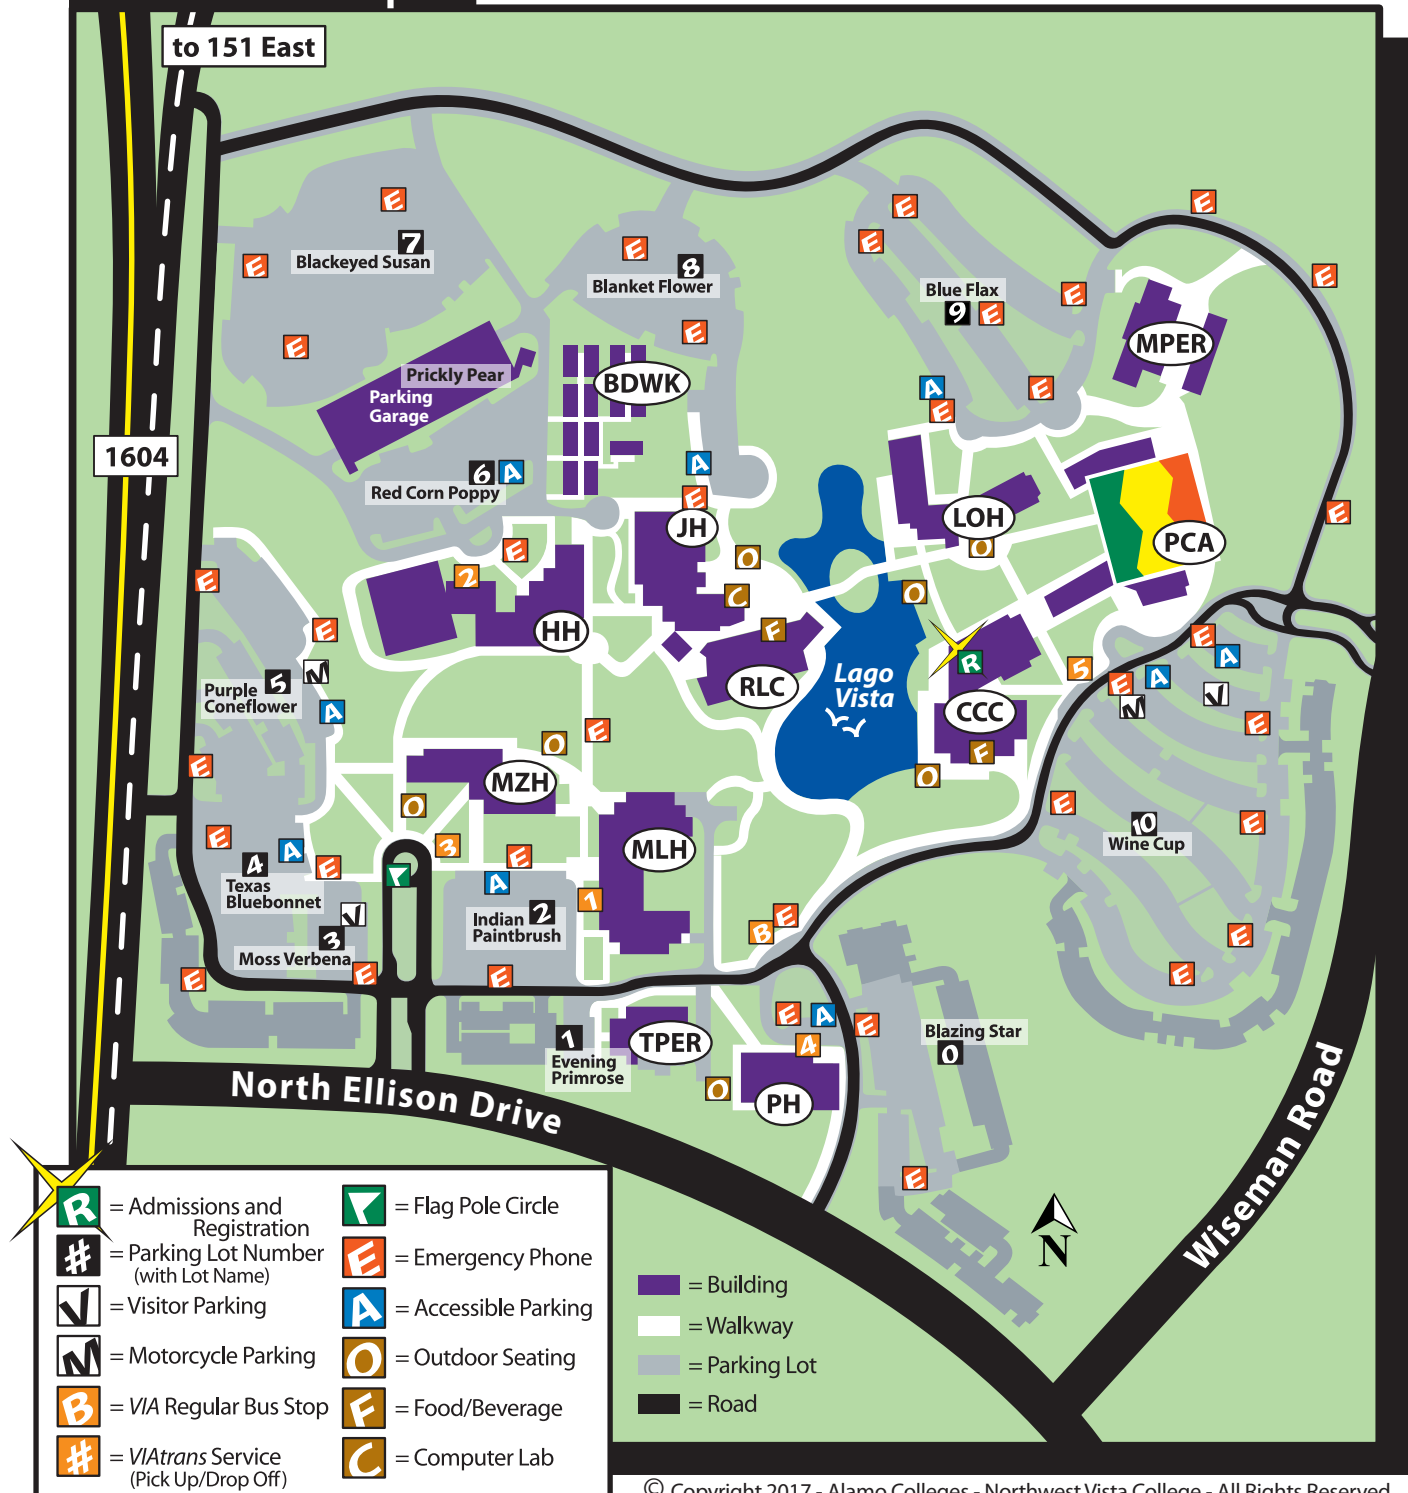 to 151 East
E
7
Blackeyed Susan
E
E
E
8
Blanket Flower
E
E
E
Blue Flax
9
E
E
E
E
MPER
Prickly Pear
Parking
Garage
BDWK
A
E
E
1604
6
A
Red Corn Poppy
A
E
JH
LOH
O
PCA
E
E
2
HH
O
C
F
O
RLC
Lago
Vista
R
CCC
F
O
5
E
A
E
A
M
V
E
E
E
Purple
Coneflower
5
M
A
E
O
E
MZH
O
3
E
MLH
E
10
Wine Cup
E
E
E
E
4
A
E
Texas
Bluebonnet
V
3
Moss Verbena
E
E
E
A
Indian
Paintbrush
2
1
E
B
E
1
Evening
Primrose
TPER
E
A
4
O
PH
E
Blazing Star
0
E
North Ellison Drive
Wiseman Road
N
R = Admissions and
Registration
# = Parking Lot Number
(with Lot Name)
V = Visitor Parking
M = Motorcycle Parking
B = VIA Regular Bus Stop
# = VIAtrans Service
(Pick Up/Drop Off)
= Flag Pole Circle
E = Emergency Phone
A = Accessible Parking
O = Outdoor Seating
F = Food/Beverage
C = Computer Lab
= Building
= Walkway
= Parking Lot
= Road
© Copyright 2017 - Alamo Colleges - Northwest Vista College - All Rights Reserved